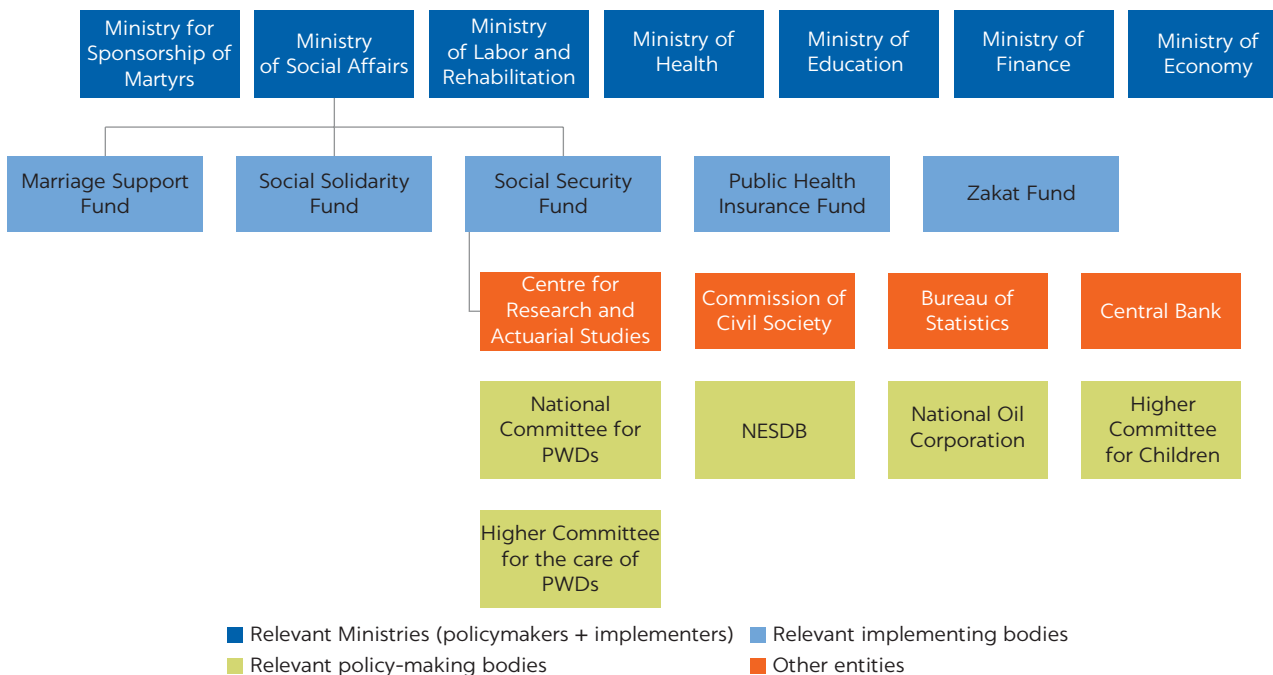 Ministry for
Sponsorship of
Martyrs
Ministry
of Social Affairs
Ministry
of Labor and
Rehabilitation
Ministry of
Health
Ministry of
Education
Ministry of
Finance
Ministry of
Economy
Marriage Support
Fund
Social Solidarity
Fund
Social Security
Fund
Public Health
Insurance Fund
Zakat Fund
Centre for
Research and
Actuarial Studies
Commission of
Civil Society
Bureau of
Statistics
Central Bank
National
Committee for
PWDs
NESDB
National Oil
Corporation
Higher
Committee
for Children
Higher Committee
for the care of
PWDs
Relevant Ministries (policymakers + implementers)
Relevant implementing bodies
Relevant policy-making bodies
Other entities